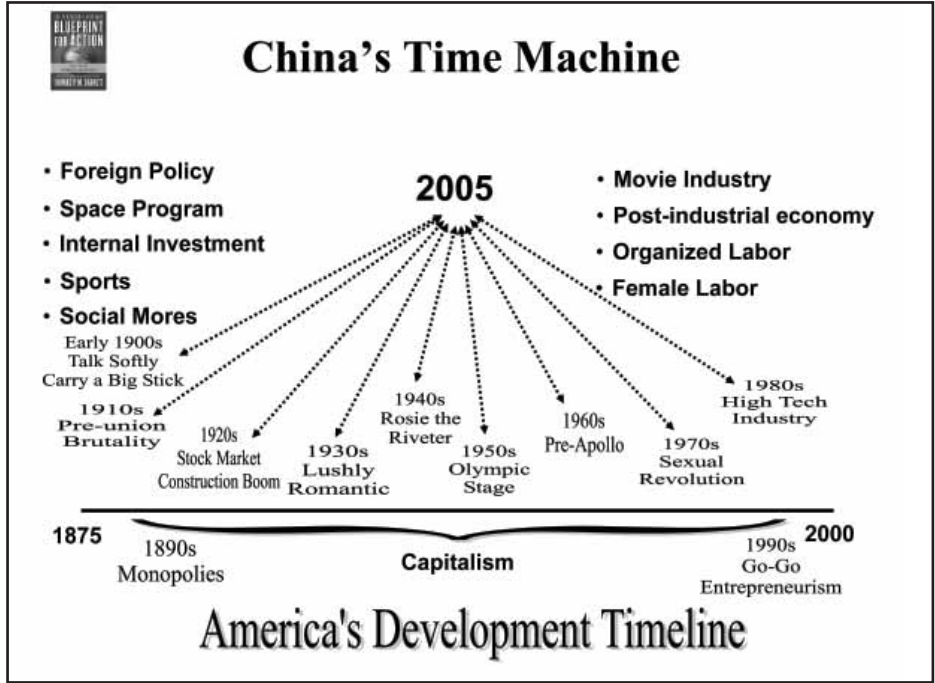 BLUEPRINT
FOR ACTION
China's Time Machine
• Foreign Policy
• Space Program
• Internal Investment
• Sports
• Social Mores
2005
• Movie Industry
• Post-industrial economy
• Organized Labor
• Female Labor
Early 1900s
Talk Softly
Carry a Big Stick
1910s
Pre-union
Brutality
1920s
Stock Market
Construction Boom
1930s
Lushly
Romantic
1940s
Rosie the
Riveter
1950s
Olympic
Stage
1960s
Pre-Apollo
1970s
Sexual
Revolution
1980s
High Tech
Industry
1875
2000
1890s
Monopolies
Capitalism
1990s
Go-Go
Entrepreneurism
America's Development Timeline